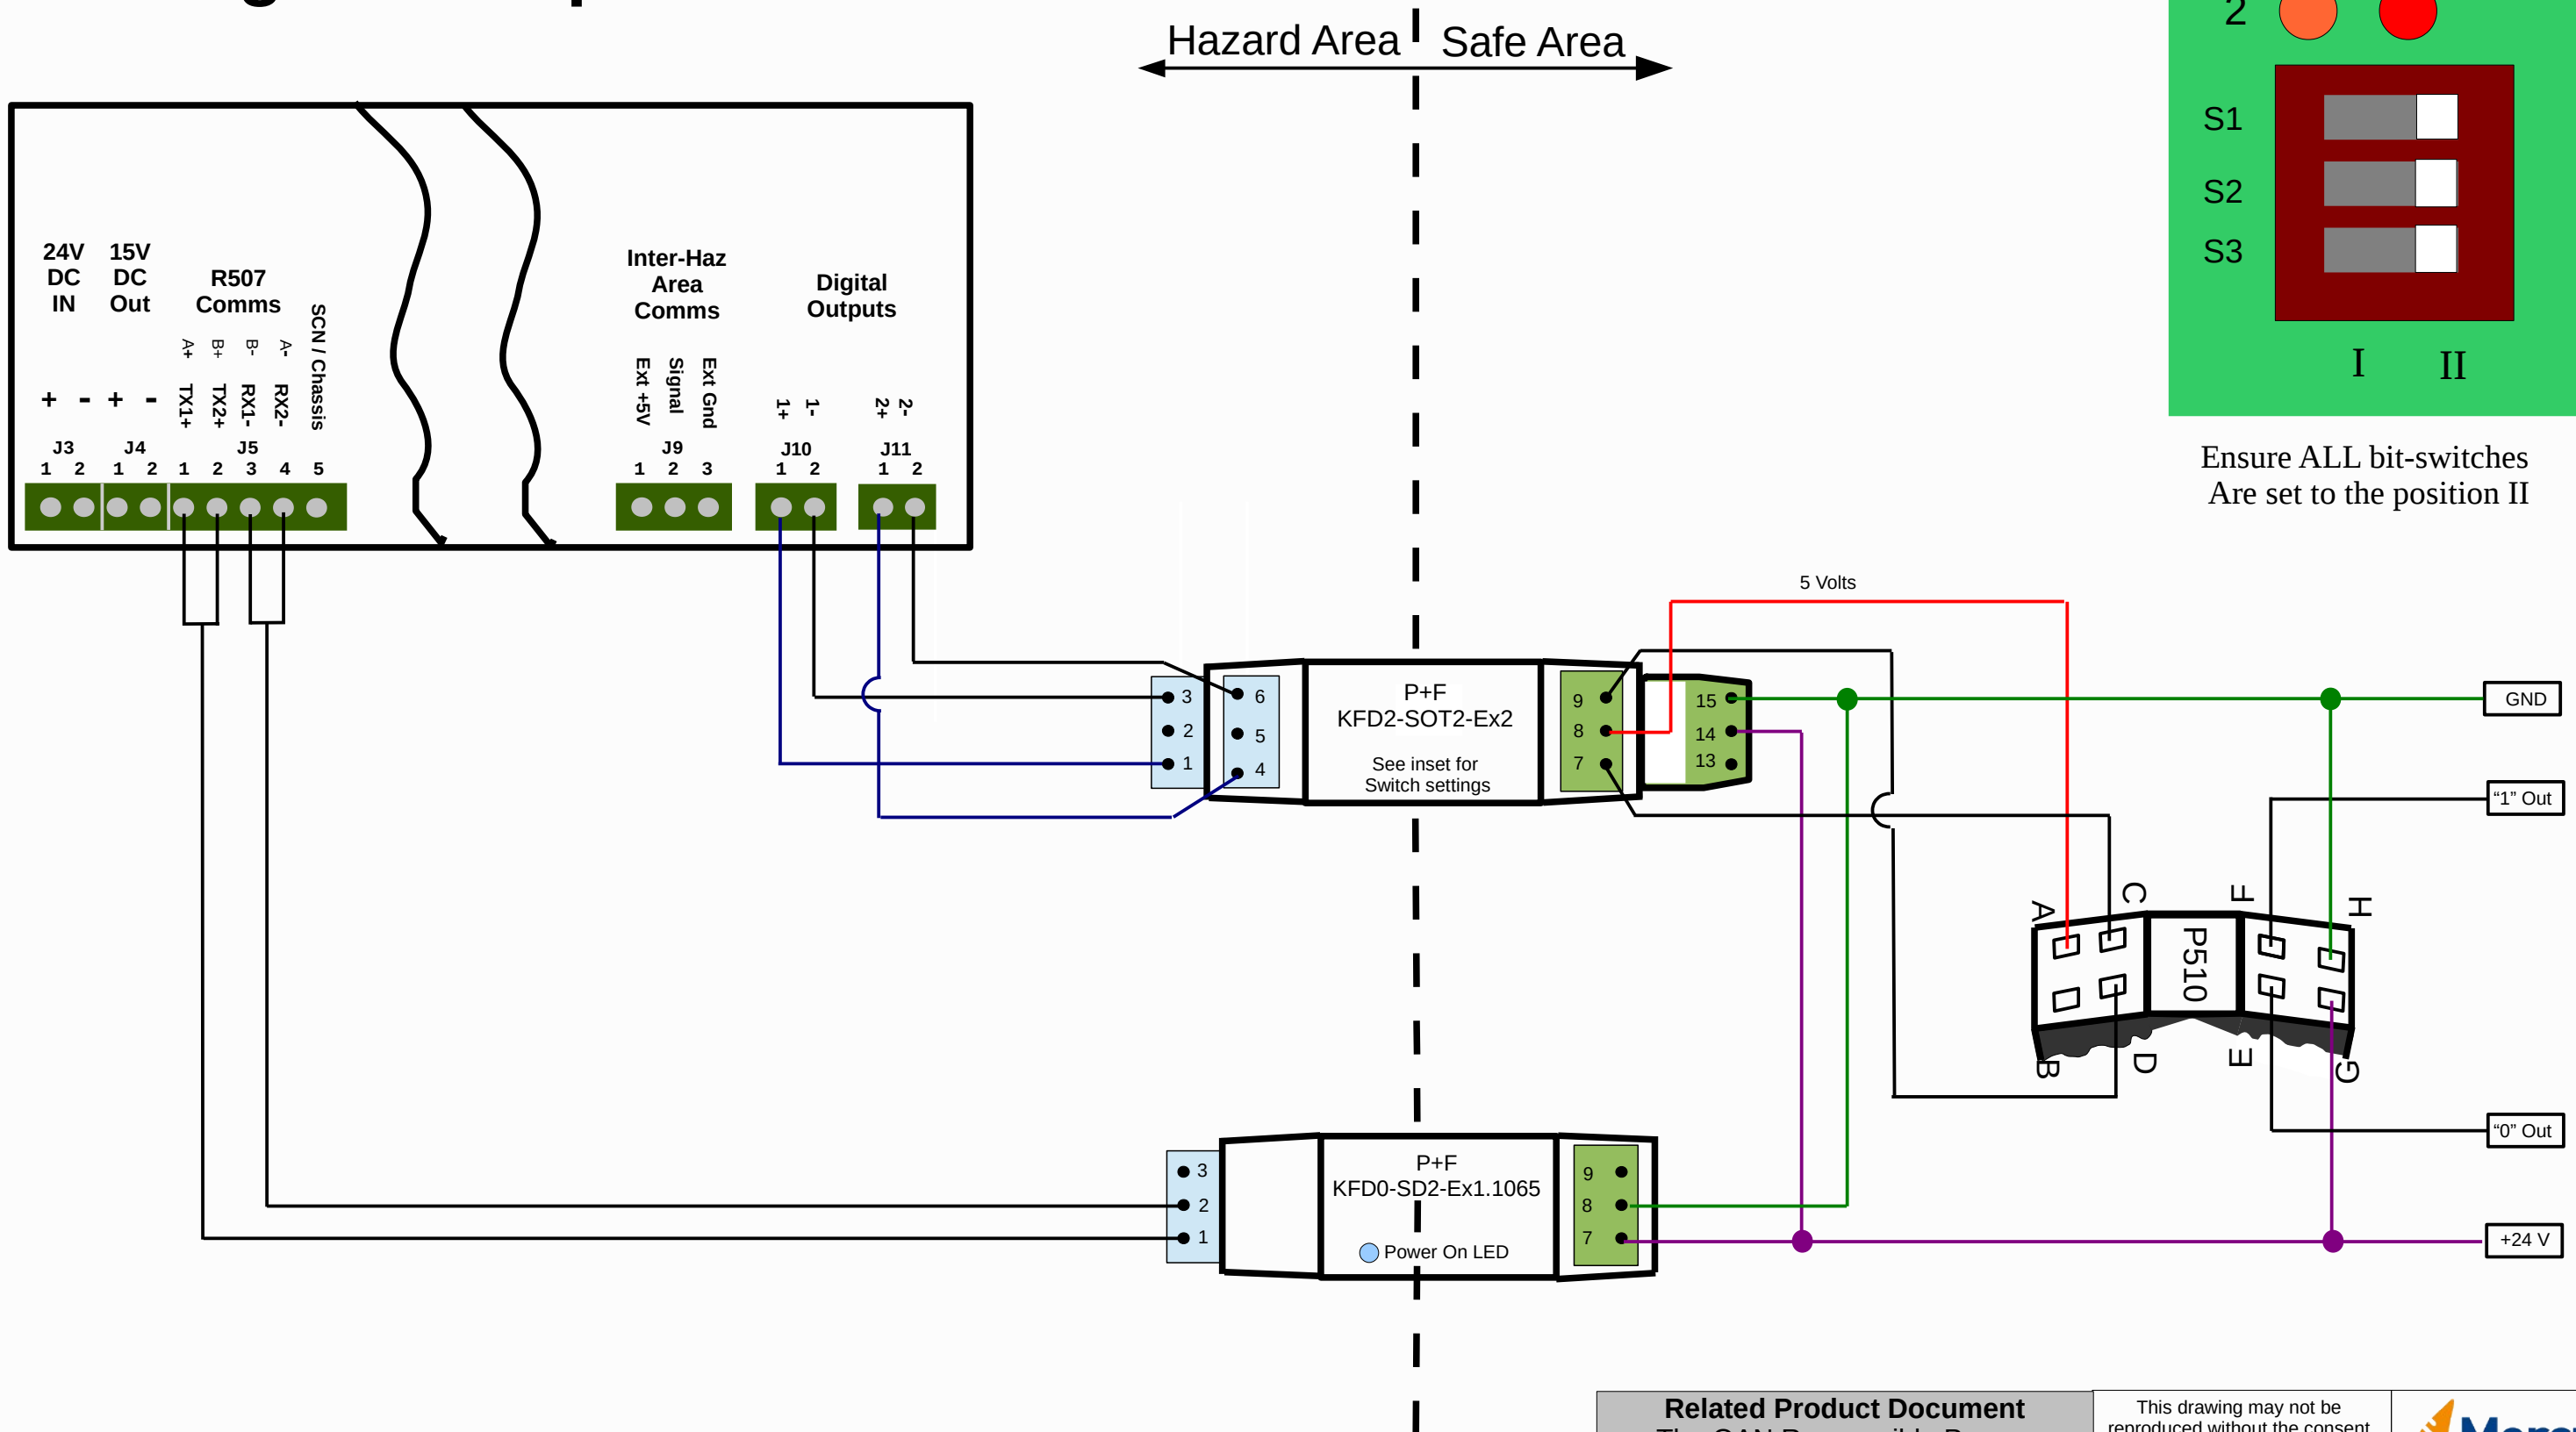 Hazard Area
Safe Area
2
S1
S2
S3
I
II
Ensure ALL bit-switches
Are set to the position II
24V
DC
IN
15V
DC
Out
R507
Comms
SCN / Chassis
A+
B+
B-
A-
+ -
+ -
TX1+
TX2+
RX1-
RX2-
J3
J4
J5
1 2
1 2
1 2 3 4 5
Inter-Haz
Area
Comms
Ext +5V
Signal
Ext Gnd
J9
1 2 3
Digital
Outputs
1+
1-
2+
2-
J10
J11
1 2
1 2
5 Volts
3
2
1
6
5
4
P+F
KFD2-SOT2-Ex2
See inset for
Switch settings
9
8
7
15
14
13
GND
“1” Out
A
C
F
H
P510
B
D
E
G
“0” Out
+24 V
3
2
1
P+F
KFD0-SD2-Ex1.1065
Power On LED
9
8
7
Related Product Document
This drawing may not be
reproduced without the consent